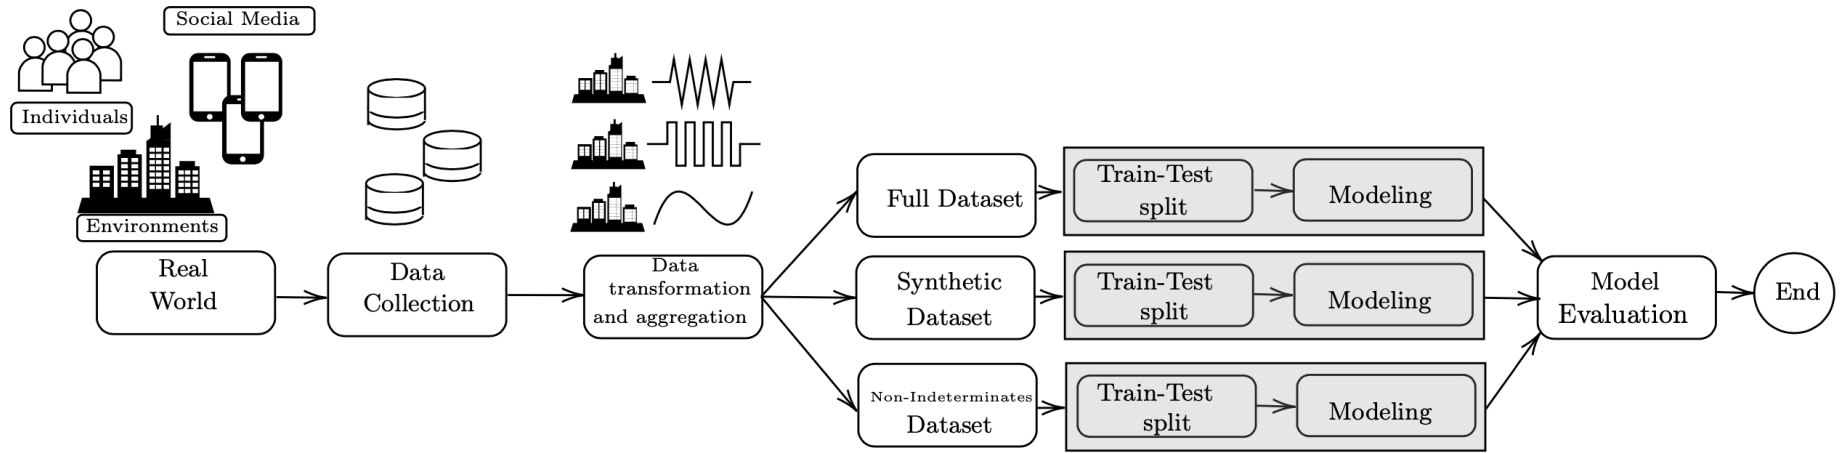 Social Media
Individuals
Environments
Real
World
Data
Collection
Data
transformation
and aggregation
Full Dataset
Train-Test
split
Modeling
Synthetic
Dataset
Train-Test
split
Modeling
Non-Indeterminates
Dataset
Train-Test
split
Modeling
Model
Evaluation
End